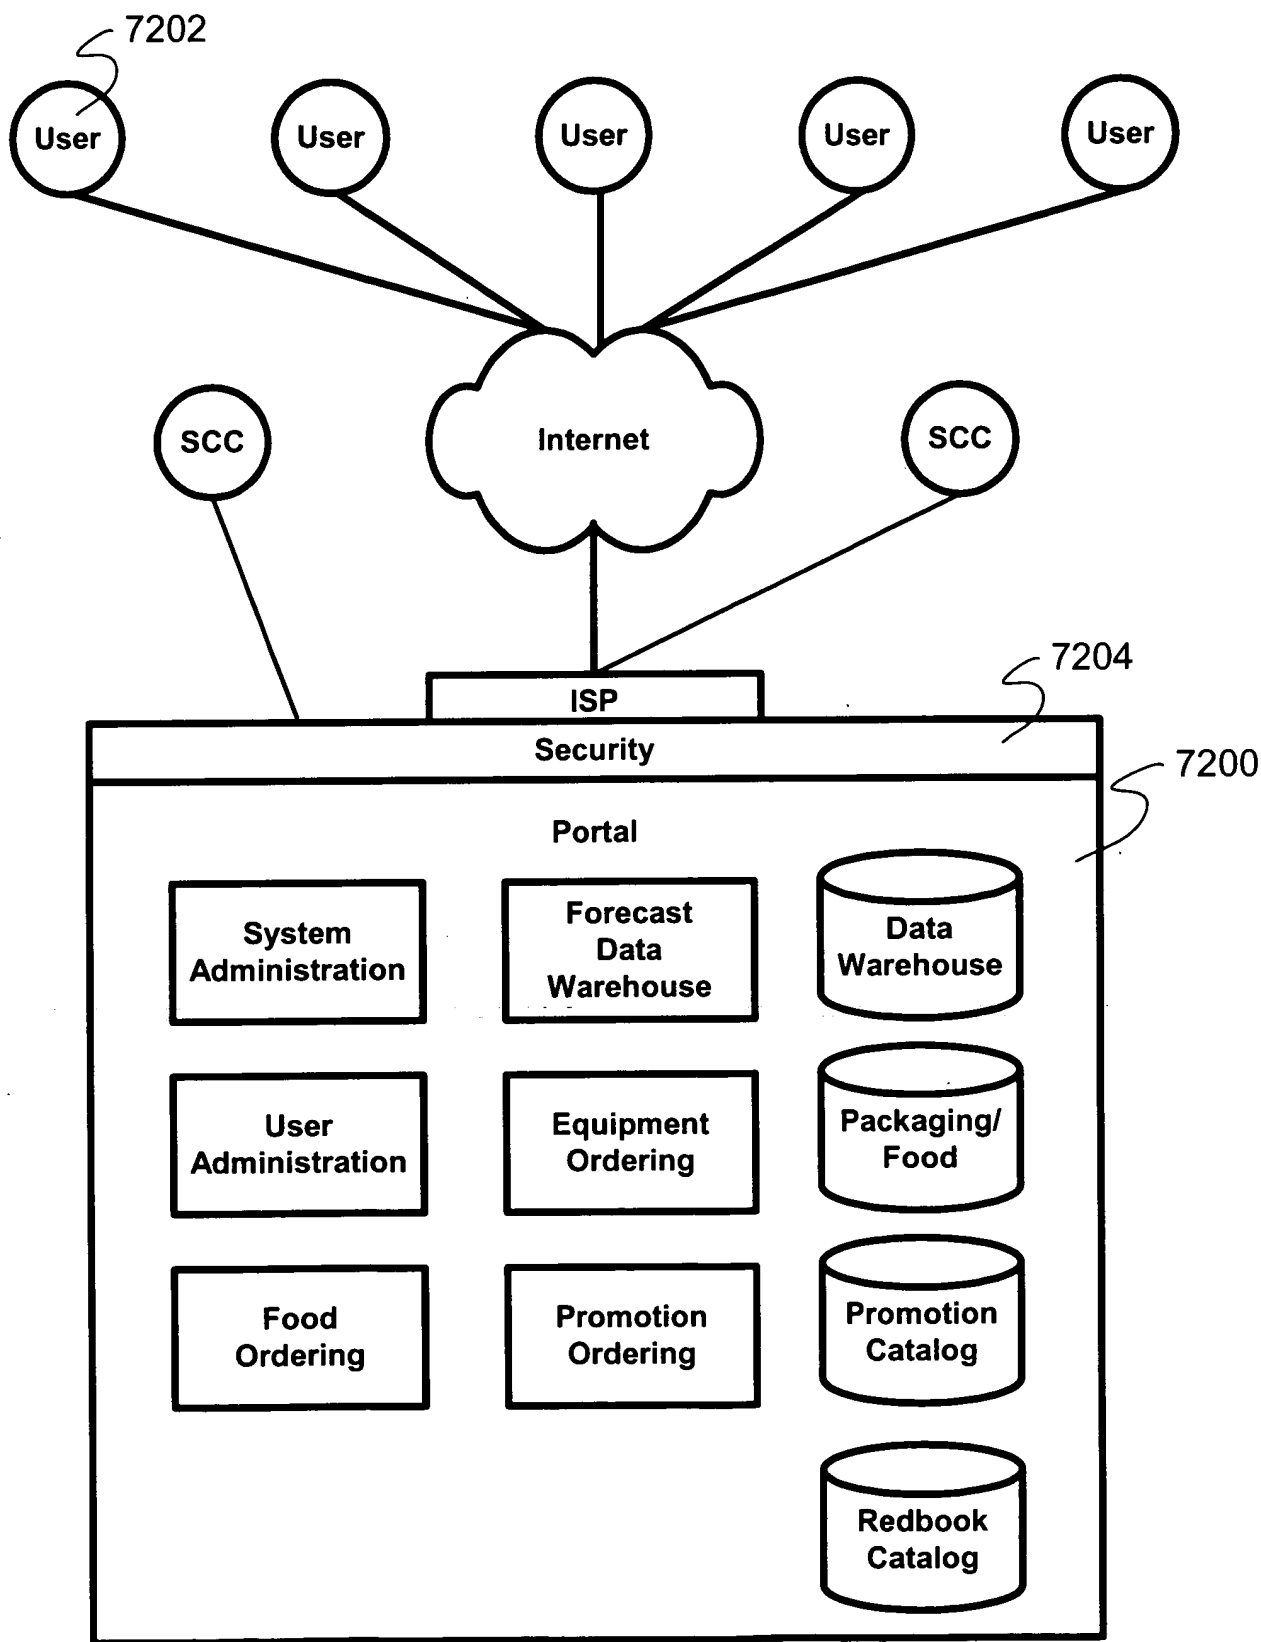 7202
User
User
User
User
User
SCC
Internet
SCC
ISP
7204
Security
7200
Portal
System
Administration
Forecast
Data
Warehouse
Data
Warehouse
User
Administration
Equipment
Ordering
Packaging/
Food
Food
Ordering
Promotion
Ordering
Promotion
Catalog
Redbook
Catalog